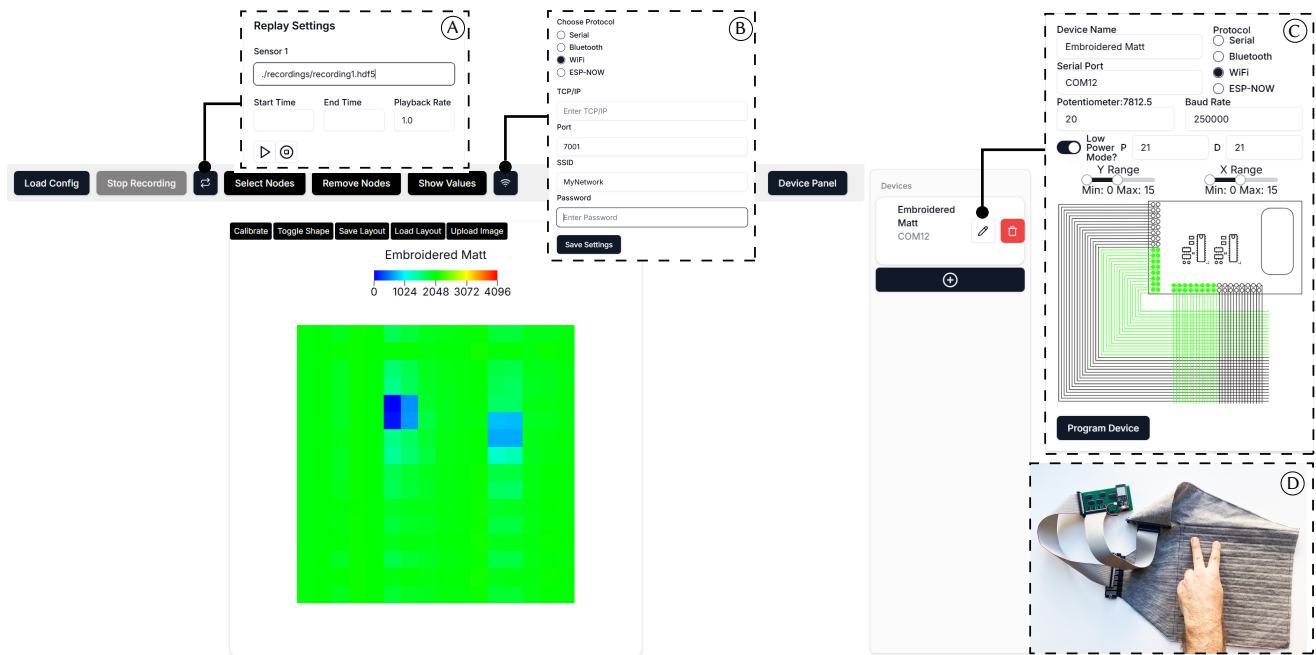 Replay Settings
A
Sensor 1
./recordings/recording1.hdf5
Start Time End Time Playback Rate
1.0
Choose Protocol
B
Serial
Bluetooth
WiFi
ESP-NOW
TCP/IP
Enter TCP/IP
Port
7001
SSID
MyNetwork
Password
Enter Password
Save Settings
Load Config Stop Recording Select Nodes Remove Nodes Show Values Device Panel
Calibrate Toggle Shape Save Layout Load Layout Upload Image
Embroidered Matt
0 1024 2048 3072 4096
Devices
Embroidered
Matt
COM12
C
Device Name
Embroidered Matt
Serial Port
COM12
Protocol
Serial
Bluetooth
WiFi
ESP-NOW
Potentiometer:7812.5 Baud Rate
20 250000
Low
Power
Mode?
P 21 D 21
Y Range X Range
Min: 0 Max: 15 Min: 0 Max: 15
Program Device
D